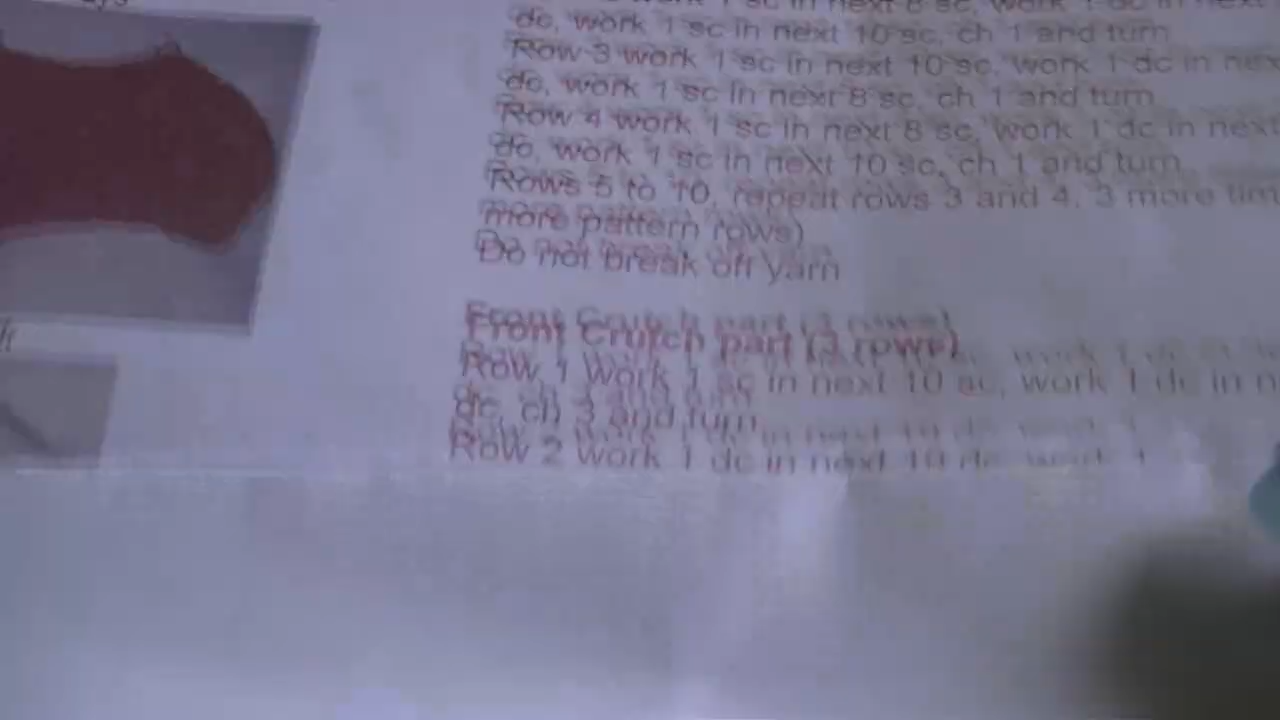 dc, work 1 sc in next 10 sc, ch 1 and turn
Row 3 work 1 sc in next 10 sc, work 1 dc in
dc, work 1 sc in next 8 sc, ch 1 and turn
Row 4 work 1 sc in next 8 sc, work 1 dc in next
dc, work 1 sc in next 10 sc, ch 1 and turn
Rows 5 to 10, repeat rows 3 and 4, 3 more
more pattern rows)
Do not break off yarn
Front Crutch part (3 rows)
Row 1 Work 1 sc in next 10 sc, work 1 dc in
dc, ch 3 and turn
Row 2 Work 1 dc in next 10 dc, work 1